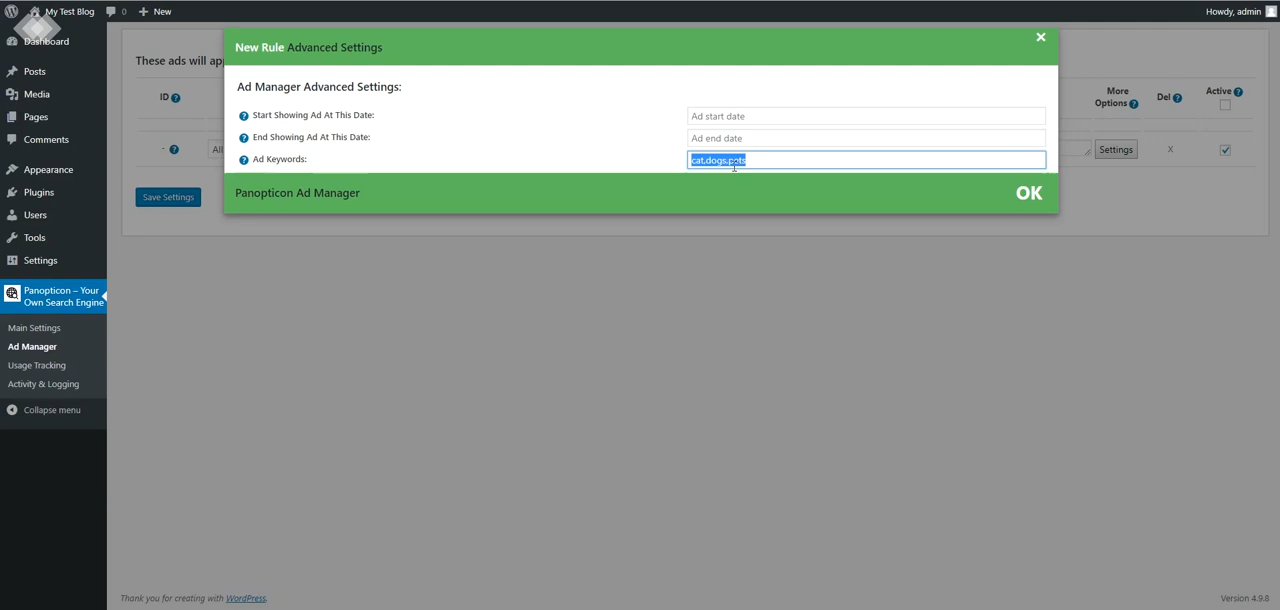 My Test Blog 0 New Howdy, admin
Dashboard
Posts
Media
Pages
Comments
Appearance
Plugins
Users
Tools
Settings
Panopticon – Your
Own Search Engine
Main Settings
Ad Manager
Usage Tracking
Activity & Logging
Collapse menu
These ads will ap
ID
- Al
Save Settings
New Rule Advanced Settings ×
Ad Manager Advanced Settings:
Start Showing Ad At This Date: Ad start date
End Showing Ad At This Date: Ad end date
Ad Keywords: cat,dogs,pets
Panopticon Ad Manager OK
More
Options Del Active
Settings X
Thank you for creating with WordPress. Version 4.9.8